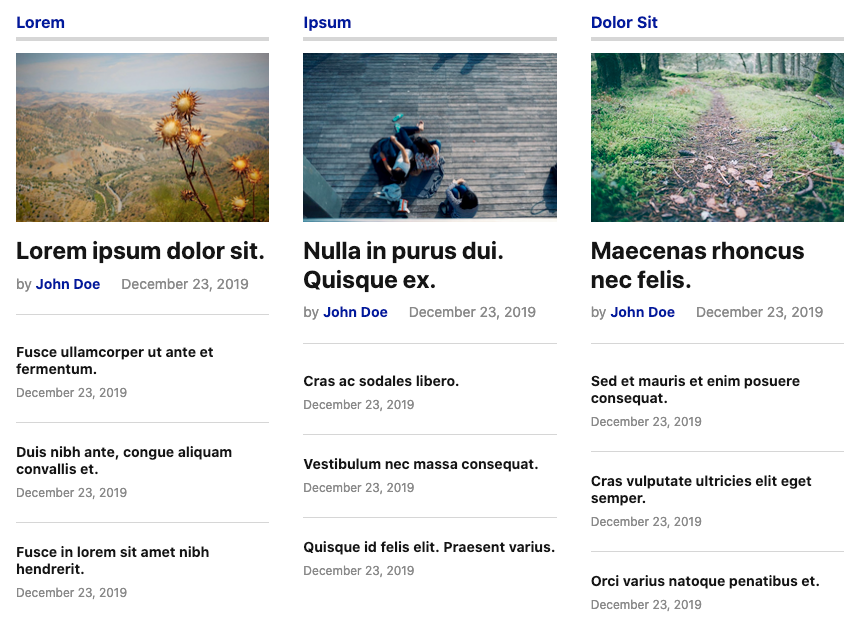 Lorem
Lorem ipsum dolor sit.
by John Doe December 23, 2019
Fusce ullamcorper ut ante et
fermentum.
December 23, 2019
Duis nibh ante, congue aliquam
convallis et.
December 23, 2019
Fusce in lorem sit amet nibh
hendrerit.
December 23, 2019
Ipsum
Nulla in purus dui.
Quisque ex.
by John Doe December 23, 2019
Cras ac sodales libero.
December 23, 2019
Vestibulum nec massa consequat.
December 23, 2019
Quisque id felis elit. Praesent varius.
December 23, 2019
Dolor Sit
Maecenas rhoncus
nec felis.
by John Doe December 23, 2019
Sed et mauris et enim posuere
consequat.
December 23, 2019
Cras vulputate ultricies elit eget
semper.
December 23, 2019
Orci varius natoque penatibus et.
December 23, 2019